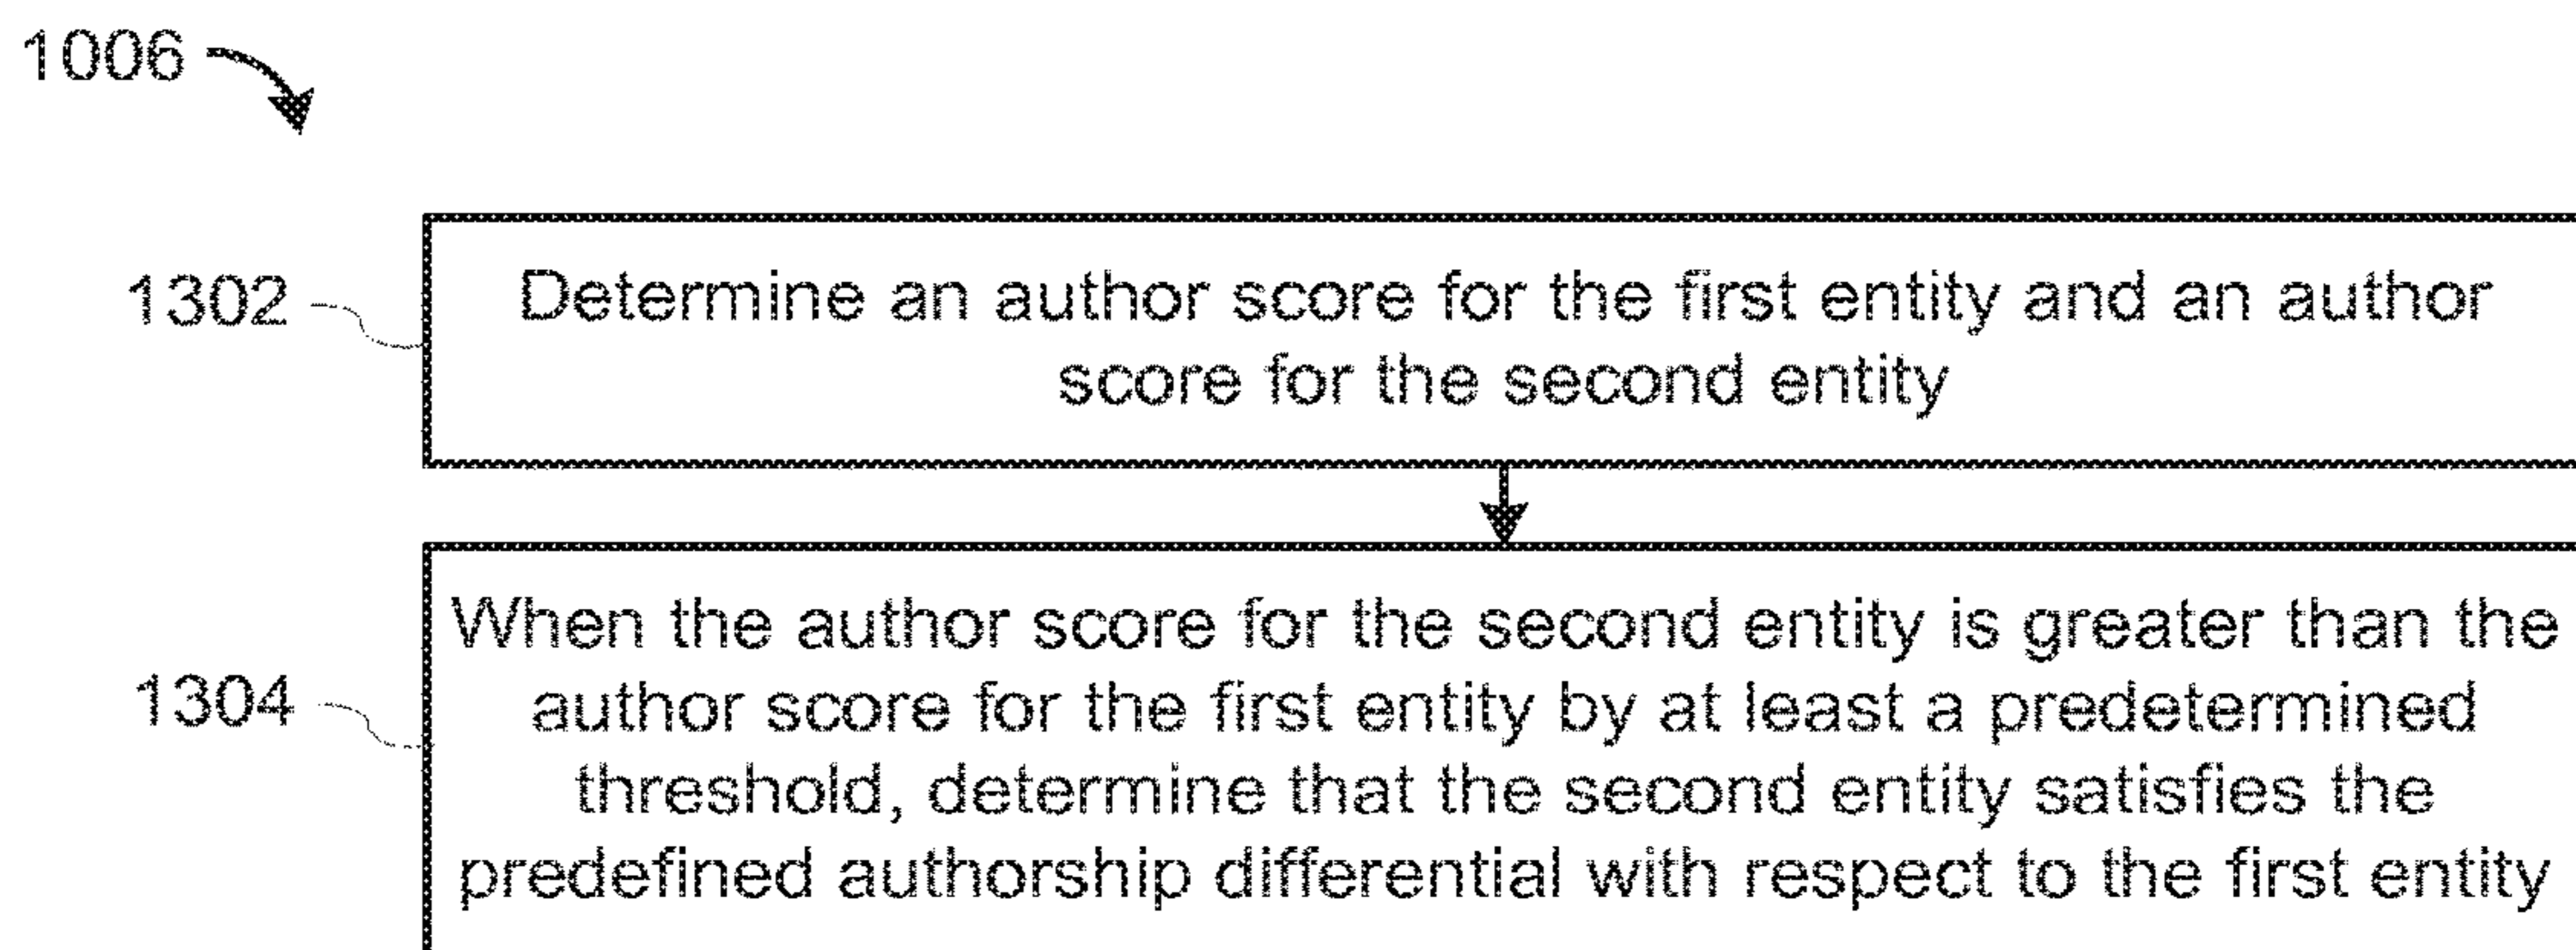 1006
1302
Determine an author score for the first entity and an author
score for the second entity
1304
When the author score for the second entity is greater than the
author score for the first entity by at least a predetermined
threshold, determine that the second entity satisfies the
predefined authorship differential with respect to the first entity